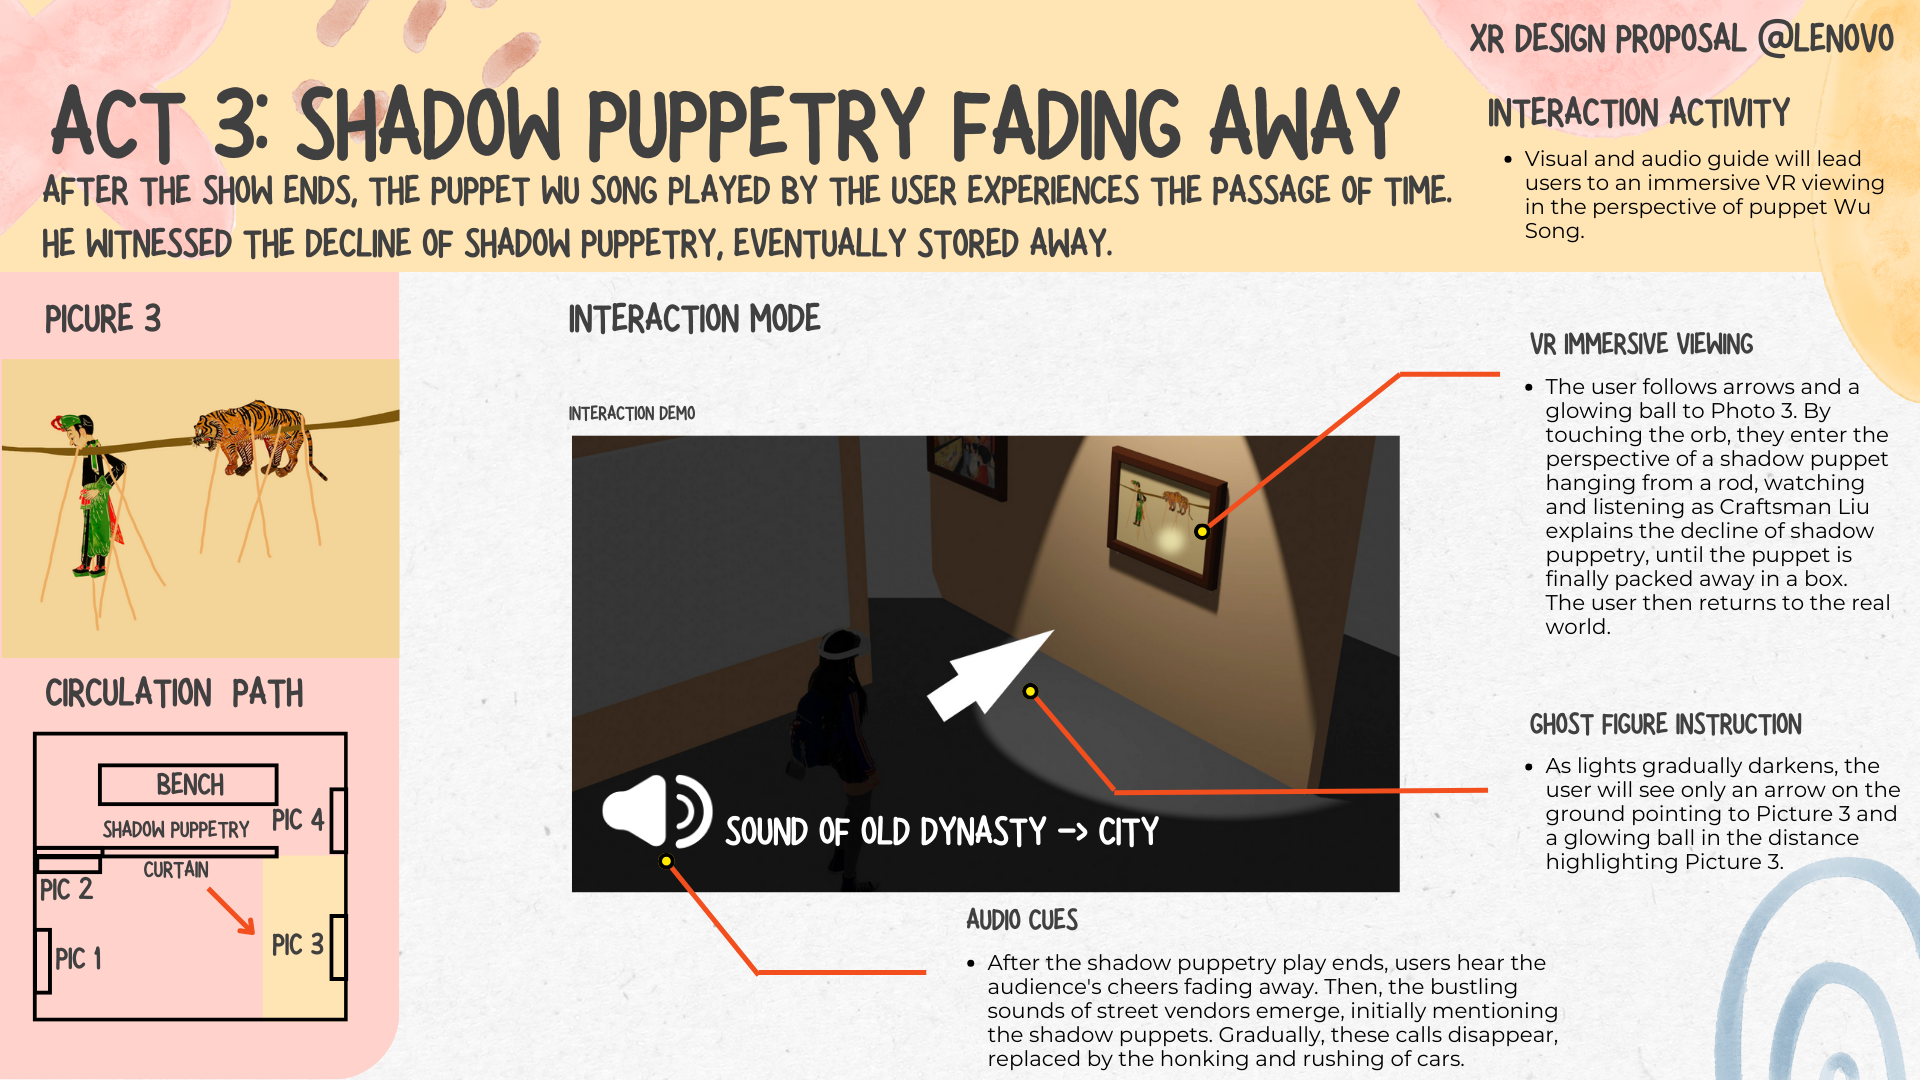 XR DESIGN PROPOSAL @LENOVO
ACT 3: SHADOW PUPPETRY FADING AWAY
AFTER THE SHOW ENDS, THE PUPPET WU SONG PLAYED BY THE USER EXPERIENCES THE PASSAGE OF TIME.
HE WITNESSED THE DECLINE OF SHADOW PUPPETRY, EVENTUALLY STORED AWAY.
INTERACTION ACTIVITY
• Visual and audio guide will lead
users to an immersive VR viewing
in the perspective of puppet Wu
Song.
PICURE 3
CIRCULATION PATH
BENCH
SHADOW PUPPETRY
PIC 4
CURTAIN
PIC 2
PIC 1
PIC 3
INTERACTION MODE
INTERACTION DEMO
SOUND OF OLD DYNASTY -> CITY
VR IMMERSIVE VIEWING
• The user follows arrows and a
glowing ball to Photo 3. By
touching the orb, they enter the
perspective of a shadow puppet
hanging from a rod, watching
and listening as Craftsman Liu
explains the decline of shadow
puppetry, until the puppet is
finally packed away in a box.
The user then returns to the real
world.
GHOST FIGURE INSTRUCTION
• As lights gradually darkens, the
user will see only an arrow on the
ground pointing to Picture 3 and
a glowing ball in the distance
highlighting Picture 3.
AUDIO CUES
• After the shadow puppetry play ends, users hear the
audience's cheers fading away. Then, the bustling
sounds of street vendors emerge, initially mentioning
the shadow puppets. Gradually, these calls disappear,
replaced by the honking and rushing of cars.